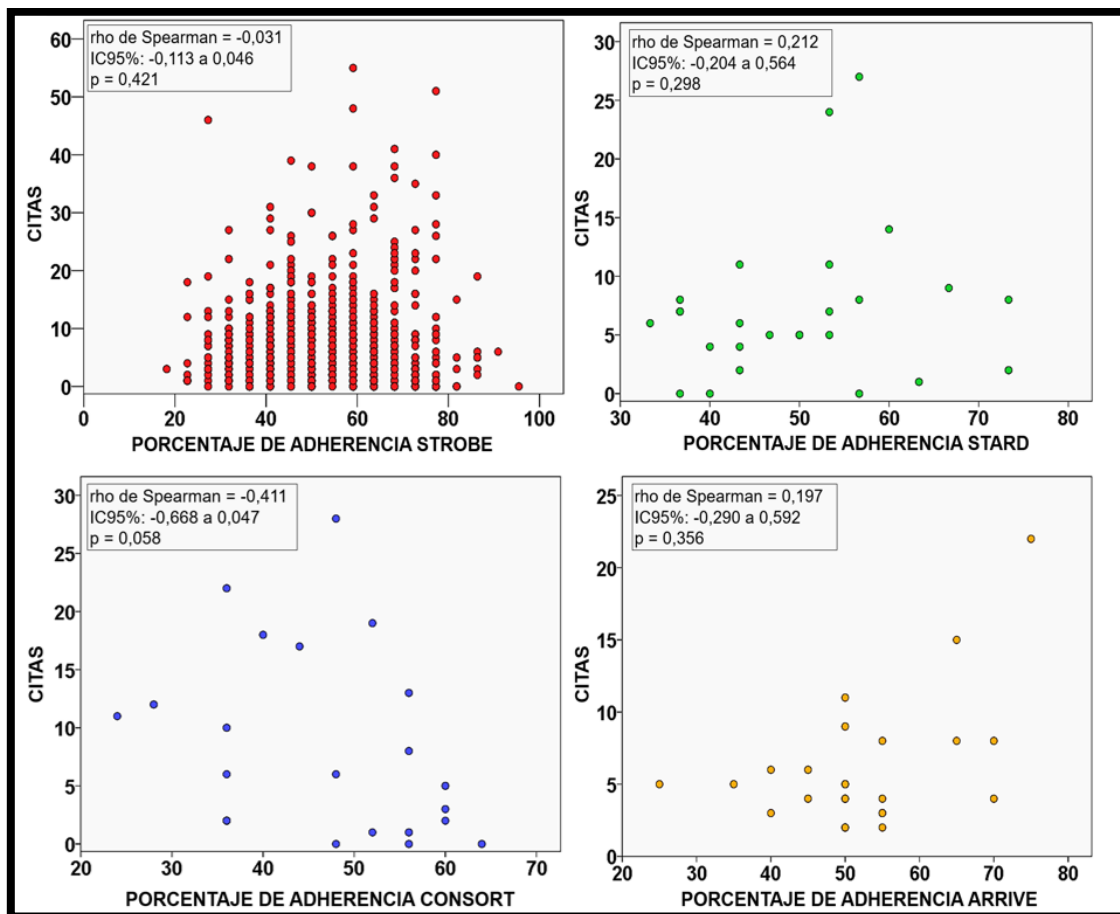 rho de Spearman = -0,031
IC95%: -0,113 a 0,046
p = 0,421
60
50
40
30
20
10
0
CITAS
0 20 40 60 80 100
PORCENTAJE DE ADHERENCIA STROBE
rho de Spearman = 0,212
IC95%: -0,204 a 0,564
p = 0,298
30
25
20
15
10
5
0
CITAS
30 40 50 60 70 80
PORCENTAJE DE ADHERENCIA STARD
rho de Spearman = -0,411
IC95%: -0,668 a 0,047
p = 0,058
30
25
20
15
10
5
0
CITAS
20 30 40 50 60 70
PORCENTAJE DE ADHERENCIA CONSORT
rho de Spearman = 0,197
IC95%: -0,290 a 0,592
p = 0,356
25
20
15
10
5
0
CITAS
20 30 40 50 60 70 80
PORCENTAJE DE ADHERENCIA ARRIVE